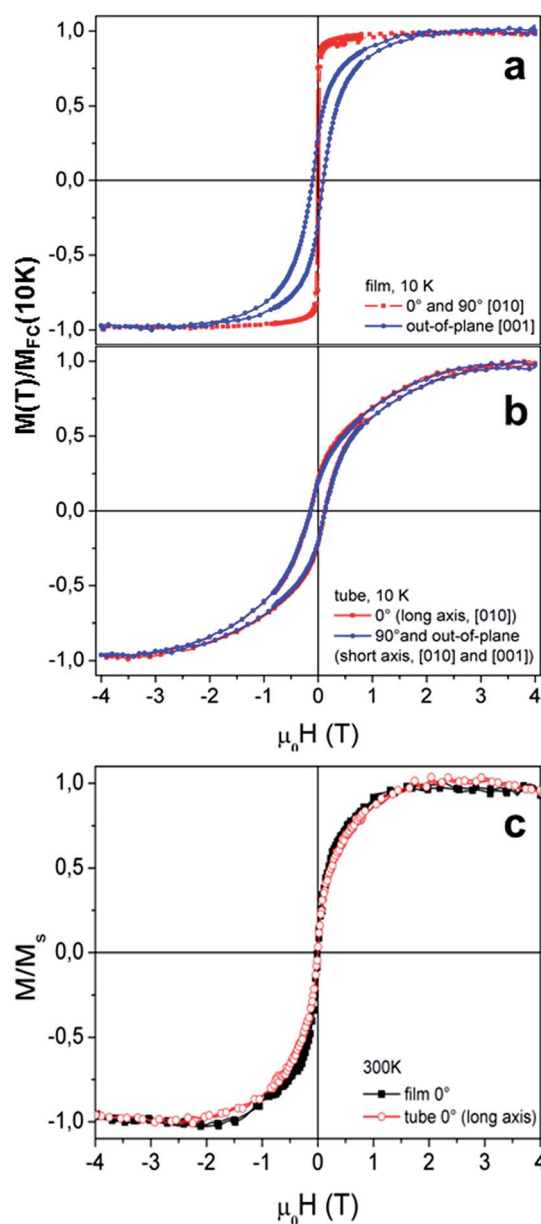 1,0
0,5
0,0
-0,5
-1,0
a
film, 10 K
0° and 90° [010]
out-of-plane [001]
M(T)/M_FC(10K)
1,0
0,5
0,0
-0,5
-1,0
b
tube, 10 K
0° (long axis, [010])
90°and out-of-plane
(short axis, [010] and [001])
-4 -3 -2 -1 0 1 2 3 4
μ₀H (T)
1,0
0,5
0,0
-0,5
-1,0
M/M_s
c
300K
film 0°
tube 0° (long axis)
-4 -3 -2 -1 0 1 2 3 4
μ₀H (T)